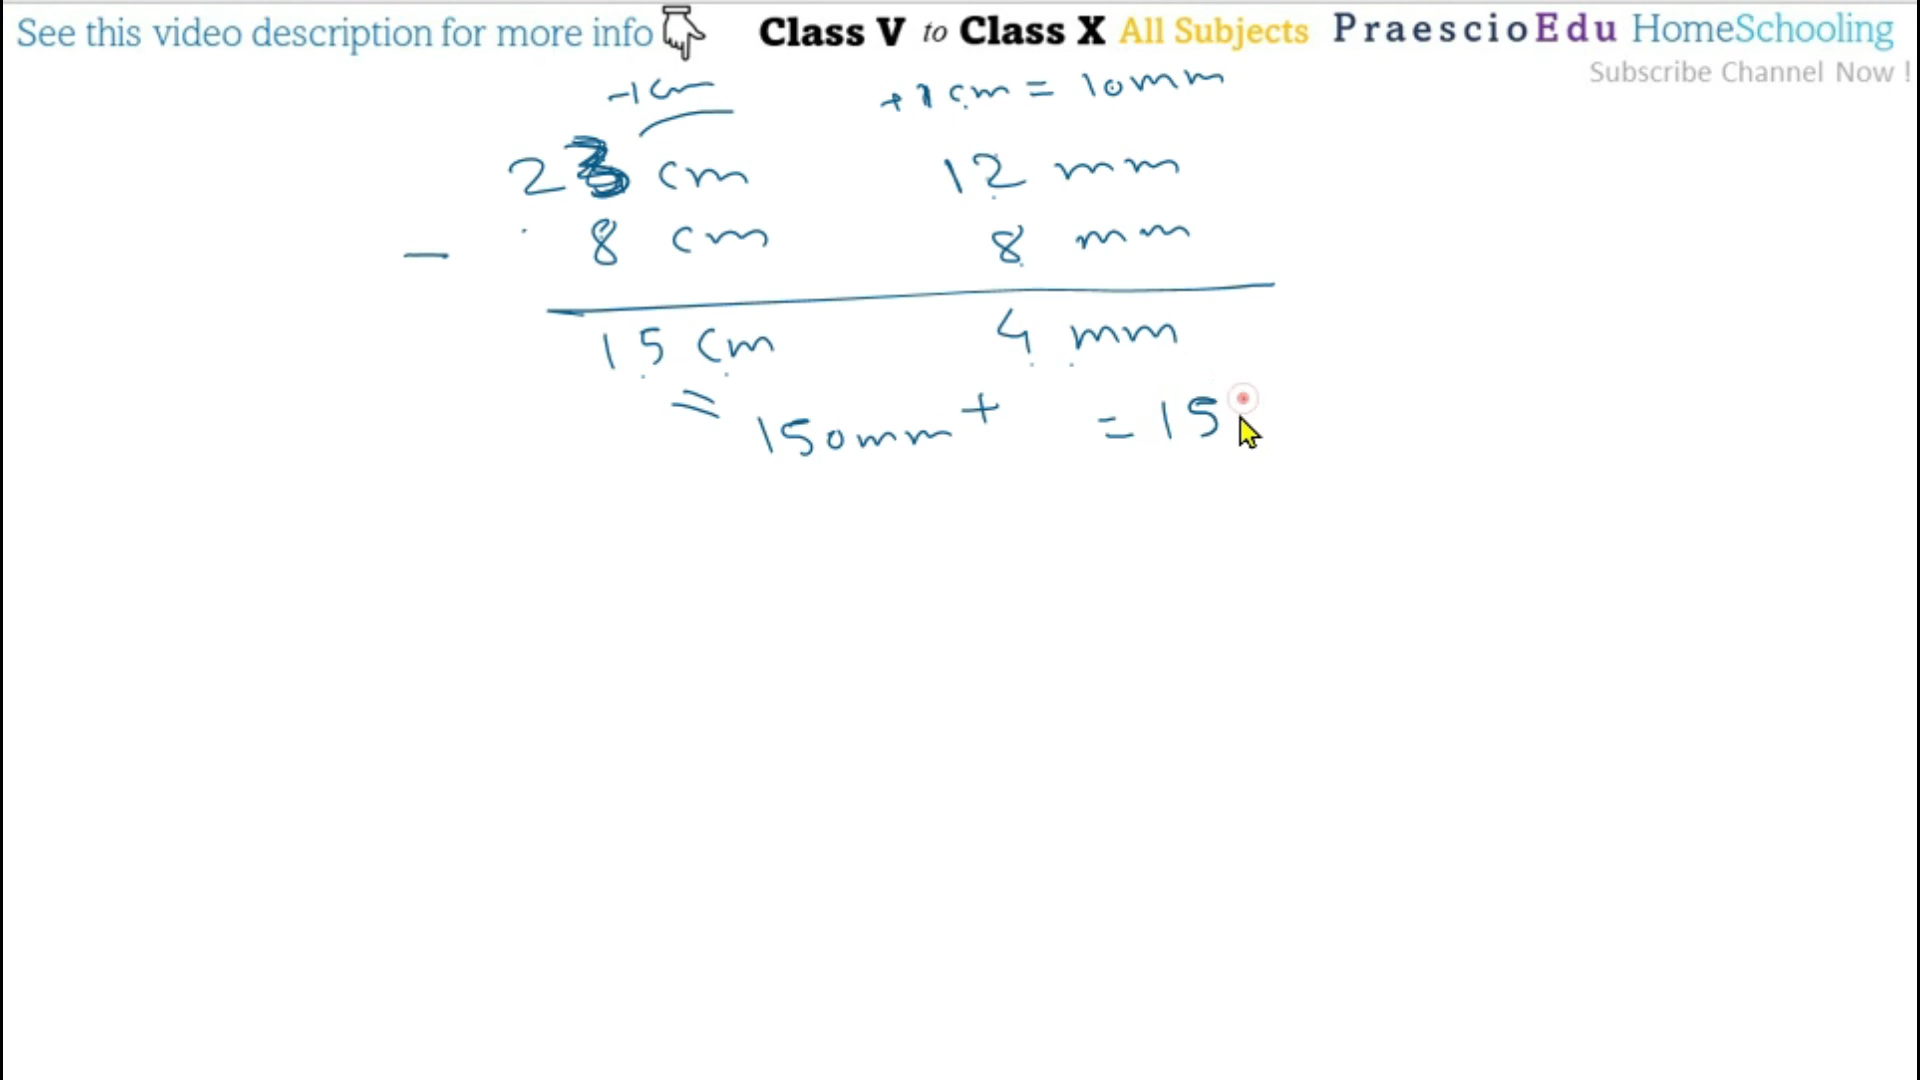 See this video description for more info Class V to Class X All Subjects PraescioEdu HomeSchooling
Subscribe Channel Now !
-1cm +1cm = 10mm
23 cm 12 mm
- 8 cm 8 mm
15 cm 4 mm
= 150mm + = 15